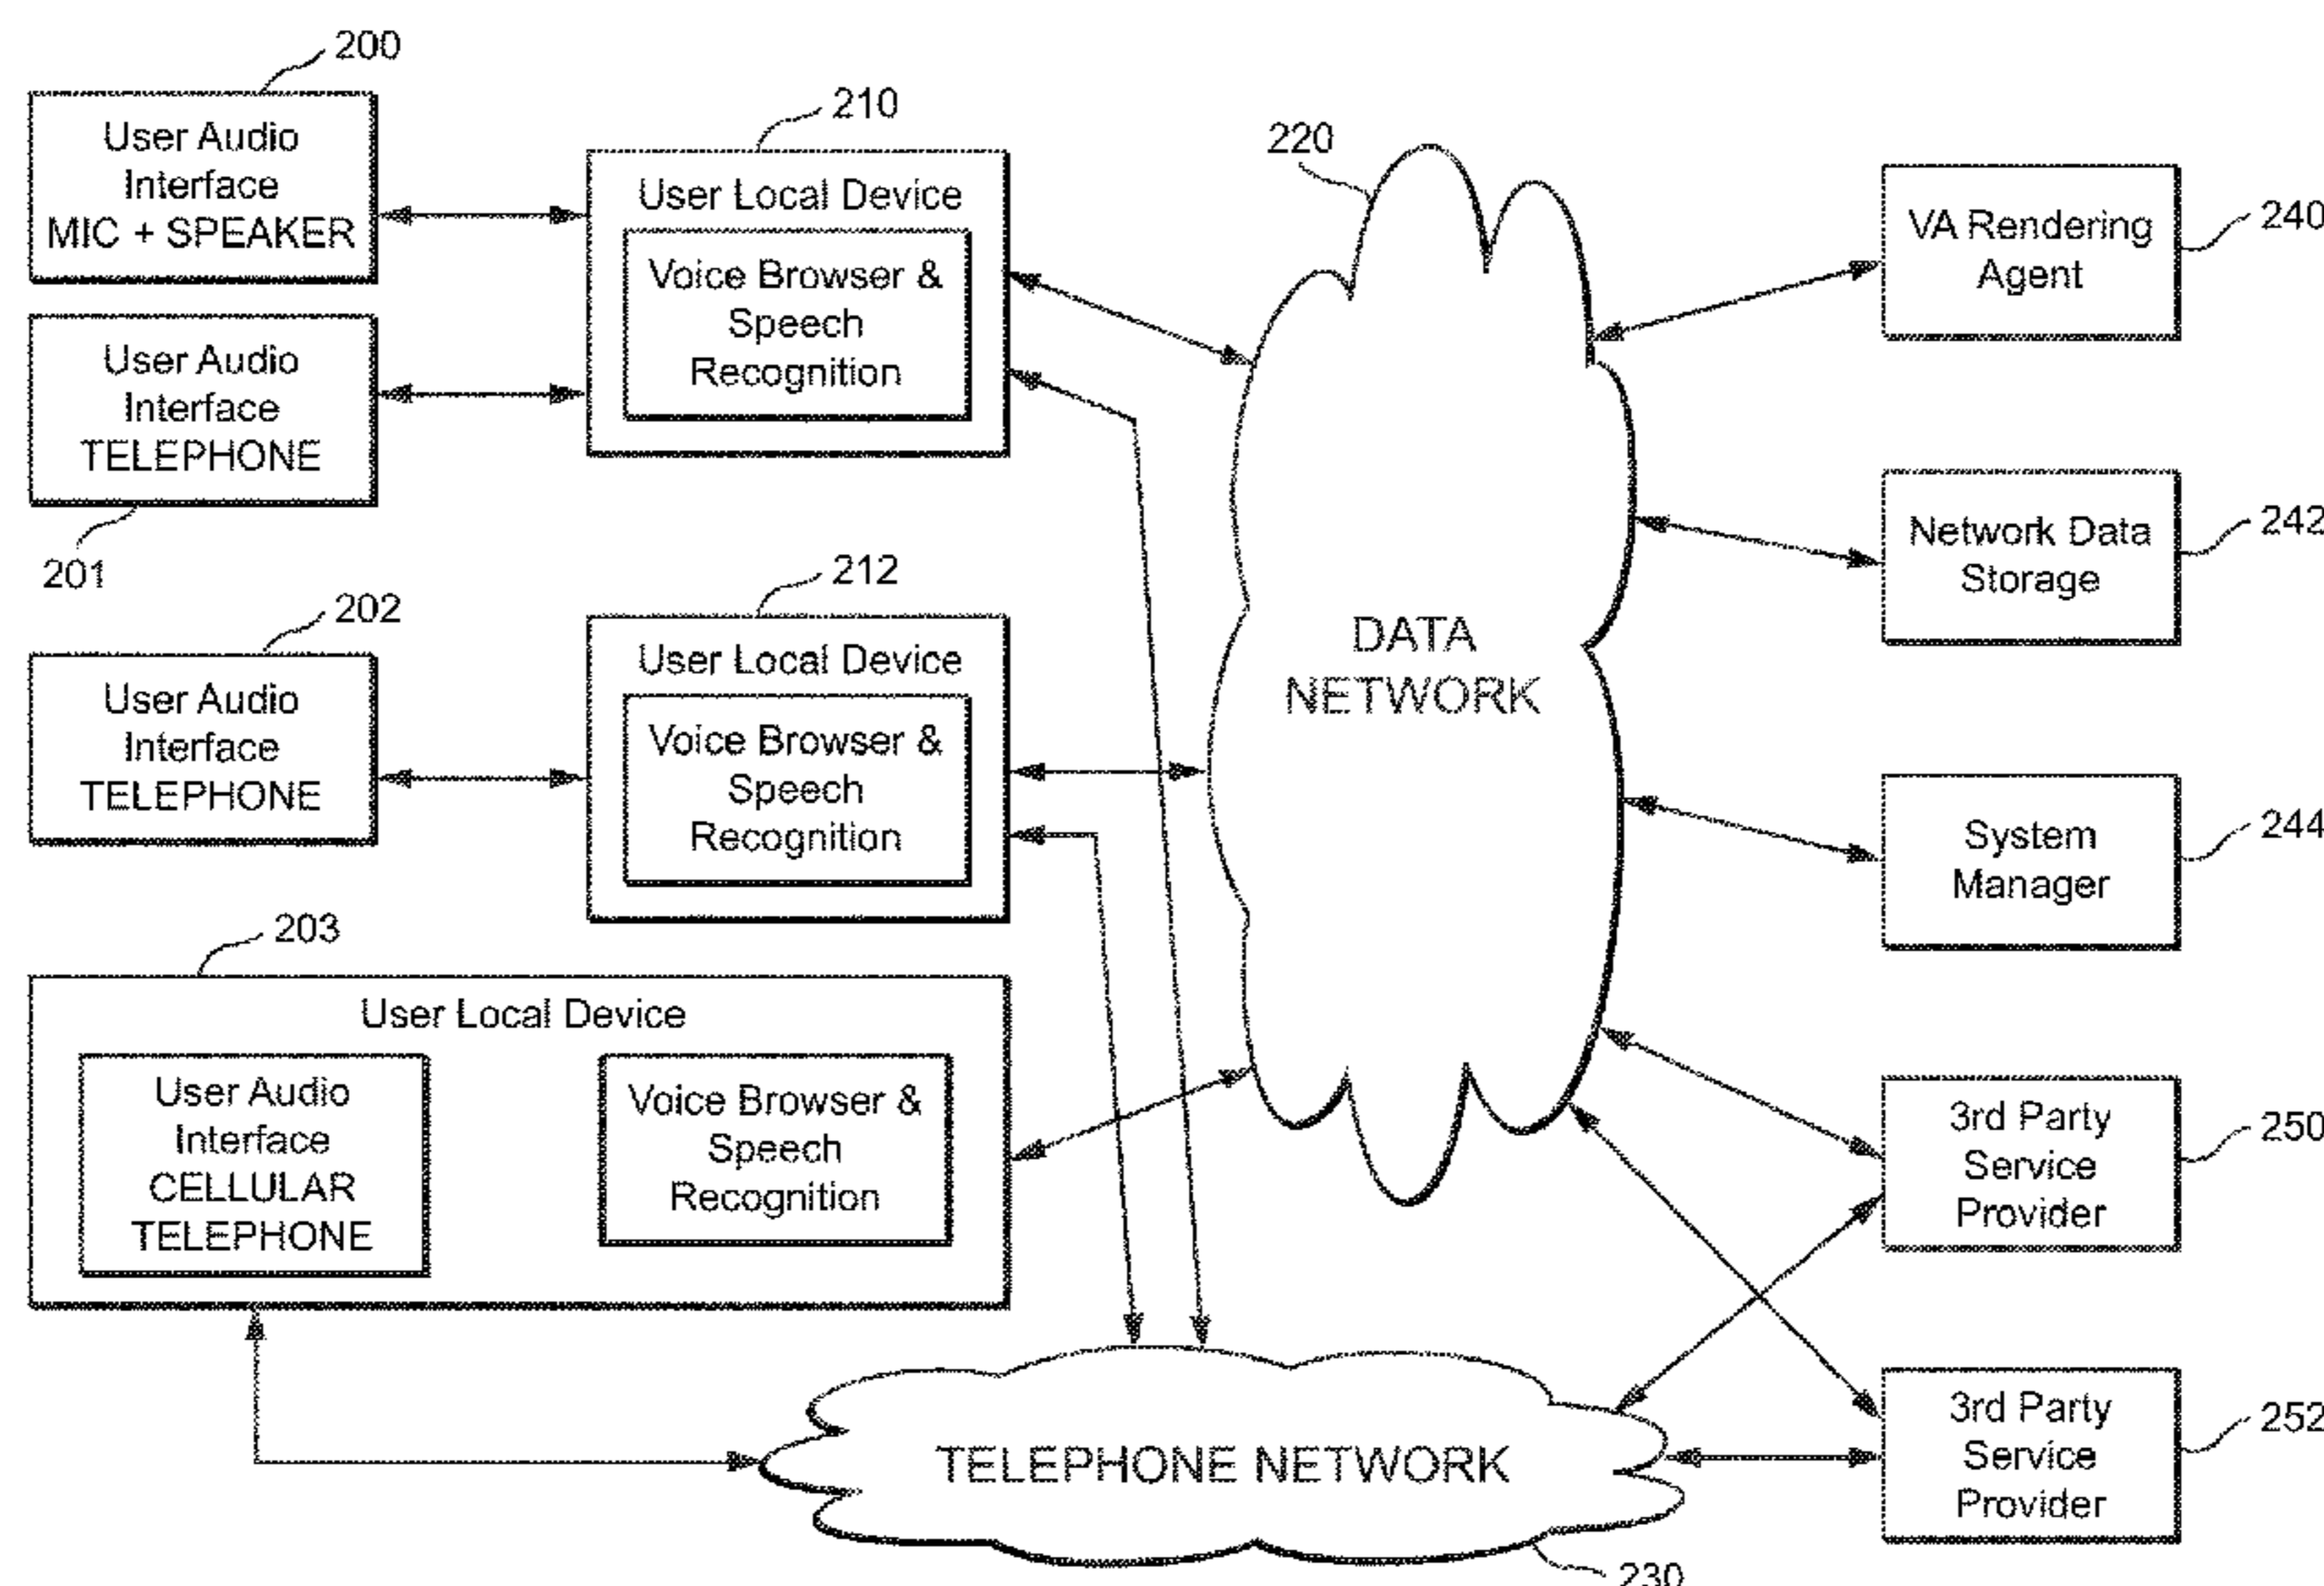 200
User Audio
Interface
MIC + SPEAKER
User Audio
Interface
TELEPHONE
201
210
User Local Device
Voice Browser &
Speech
Recognition
202
User Audio
Interface
TELEPHONE
212
User Local Device
Voice Browser &
Speech
Recognition
203
User Local Device
User Audio
Interface
CELLULAR
TELEPHONE
Voice Browser &
Speech
Recognition
220
DATA
NETWORK
TELEPHONE NETWORK
230
VA Rendering
Agent
240
Network Data
Storage
242
System
Manager
244
3rd Party
Service
Provider
250
3rd Party
Service
Provider
252